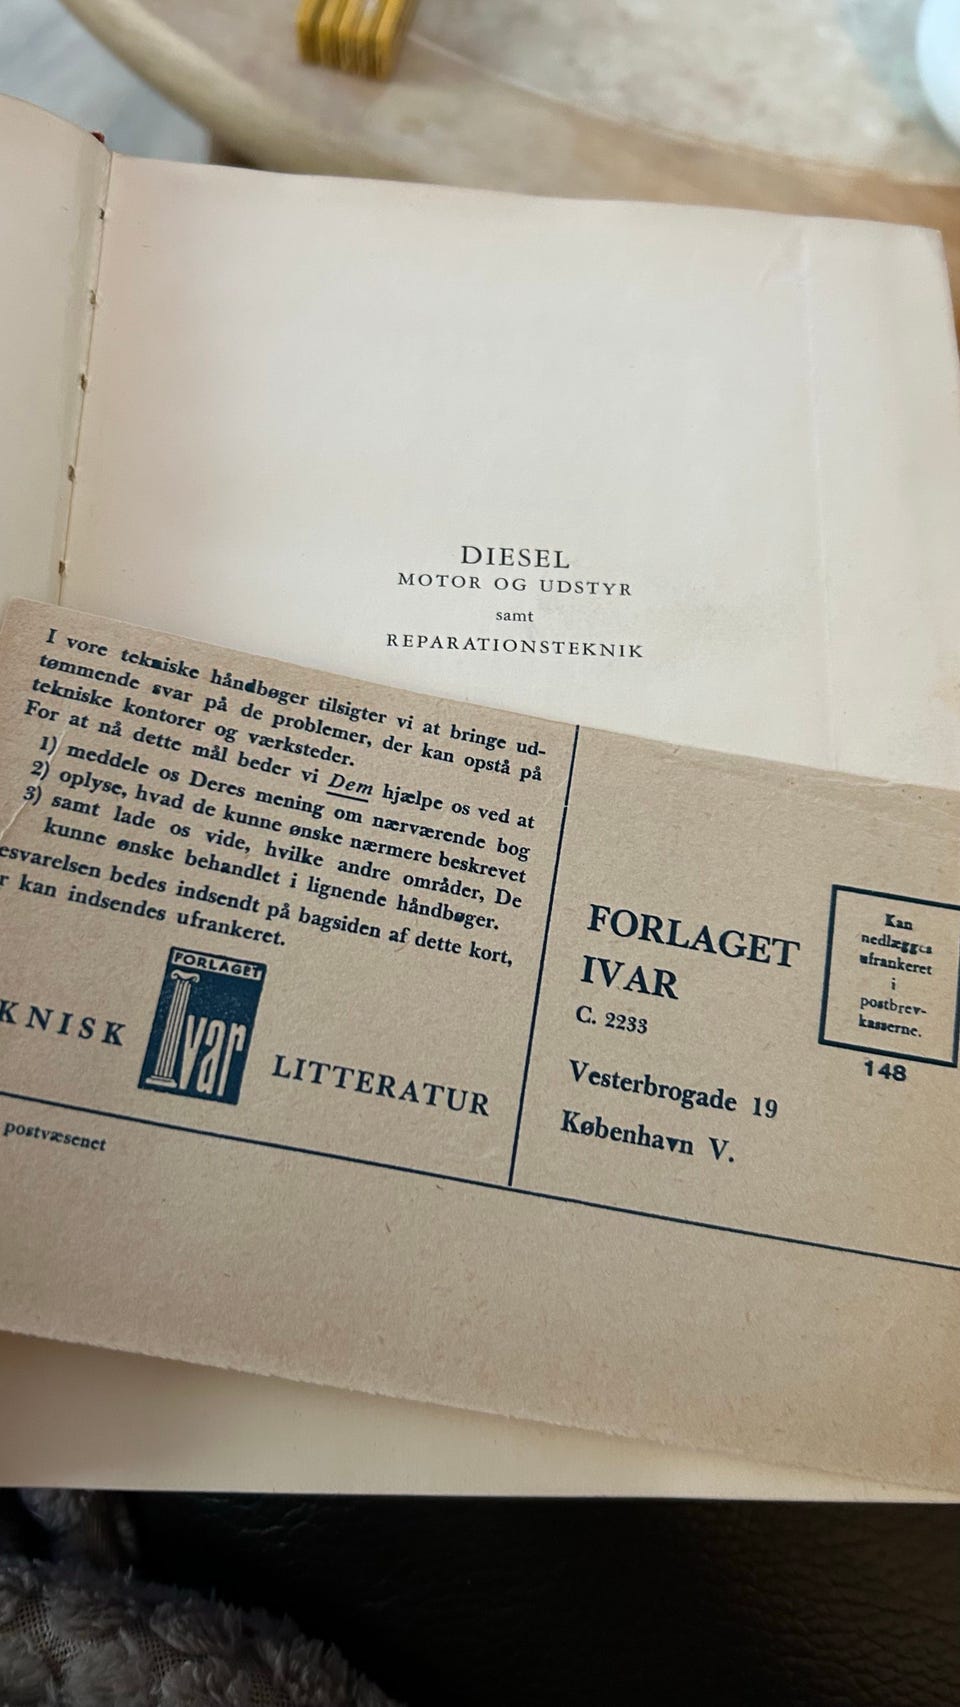 DIESEL
MOTOR OG UDSTYR
samt
REPARATIONSTEKNIK
I vore tekniske håndbøger tilsigter vi at bringe ud-
tømmende svar på de problemer, der kan opstå på
tekniske kontorer og værksteder.
For at nå dette mål beder vi Dem hjælpe os ved at
1) meddele os Deres mening om nærværende bog
2) oplyse, hvad de kunne ønske nærmere beskrevet
3) samt lade os vide, hvilke andre områder, De
kunne ønske behandlet i lignende håndbøger.
esvarelsen bedes indsendt på bagsiden af dette kort,
r kan indsendes ufrankeret.
KNISK
FORLAGET
Ivar
LITTERATUR
postvæsenet
FORLAGET
IVAR
C. 2233
Vesterbrogade 19
København V.
Kan
nedlægges
ufrankeret
i
postbrev-
kasserne.
148